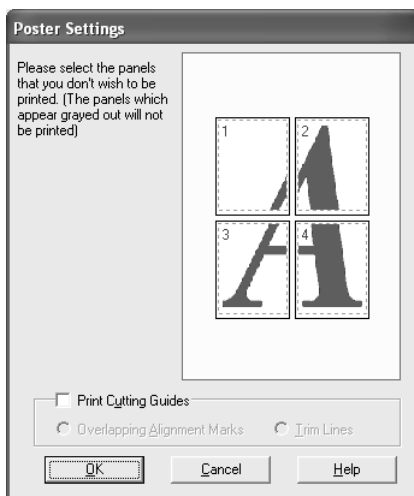 Poster Settings
Please select the panels
that you don't wish to be
printed. (The panels which
appear grayed out will not
be printed)
1 2
3 4
A
Print Cutting Guides
Overlapping Alignment Marks Trim Lines
OK Cancel Help